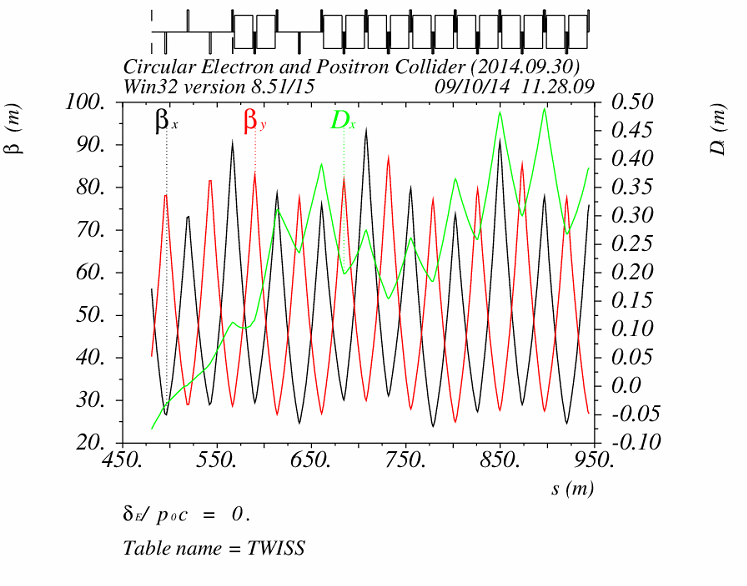 Circular Electron and Positron Collider (2014.09.30)
Win32 version 8.51/15 09/10/14 11.28.09
β (m)
D (m)
βx βy Dx
100. 0.50
0.45
90. 0.40
80. 0.35
70. 0.30
0.25
60. 0.20
50. 0.15
0.10
40. 0.05
30. 0.0
-0.05
20. -0.10
450. 550. 650. 750. 850. 950.
s (m)
δE/ p0c = 0.
Table name = TWISS